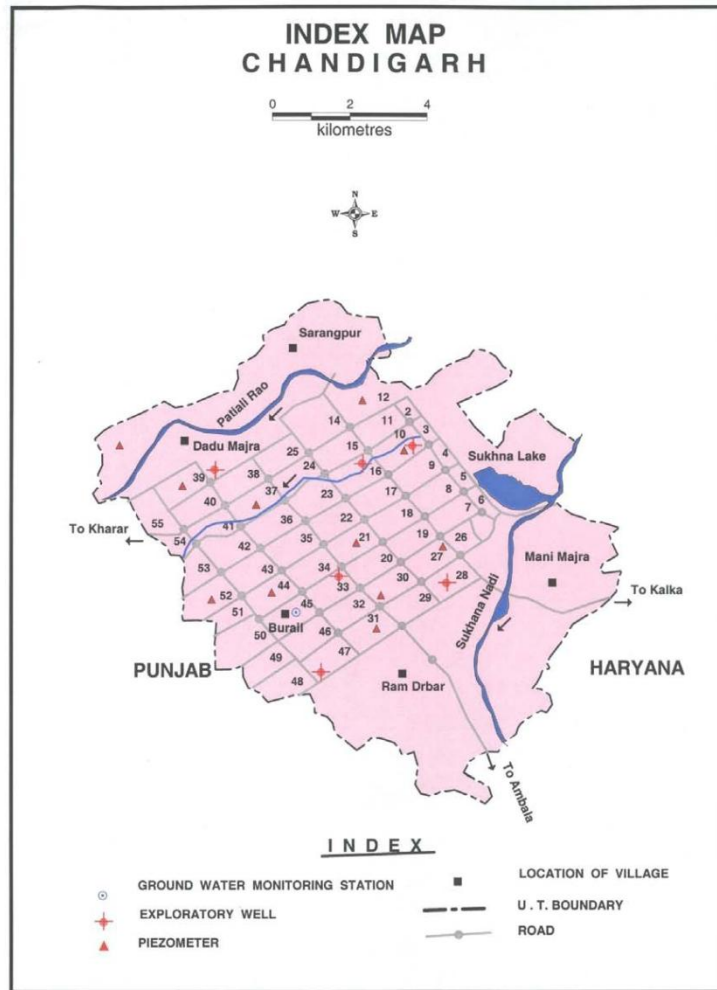 INDEX MAP
CHANDIGARH
0 2 4
kilometres
N
W E
S
Sarangpur
Patiali Rao
12
2
11
14
3
10
Dadu Majra
25
15
4
Sukhna Lake
24
16
9
5
39
38
37
23
17
8
6
40
7
55
36
22
18
To Kharar
54
41
35
21
19
26
42
27
Mani Majra
53
43
34
20
28
44
33
30
29
To Kalka
52
45
32
Sukhana Nadi
51
31
Burail
50
46
47
PUNJAB
49
HARYANA
48
Ram Drbar
To Ambala
INDEX
GROUND WATER MONITORING STATION
EXPLORATORY WELL
PIEZOMETER
LOCATION OF VILLAGE
U . T. BOUNDARY
ROAD